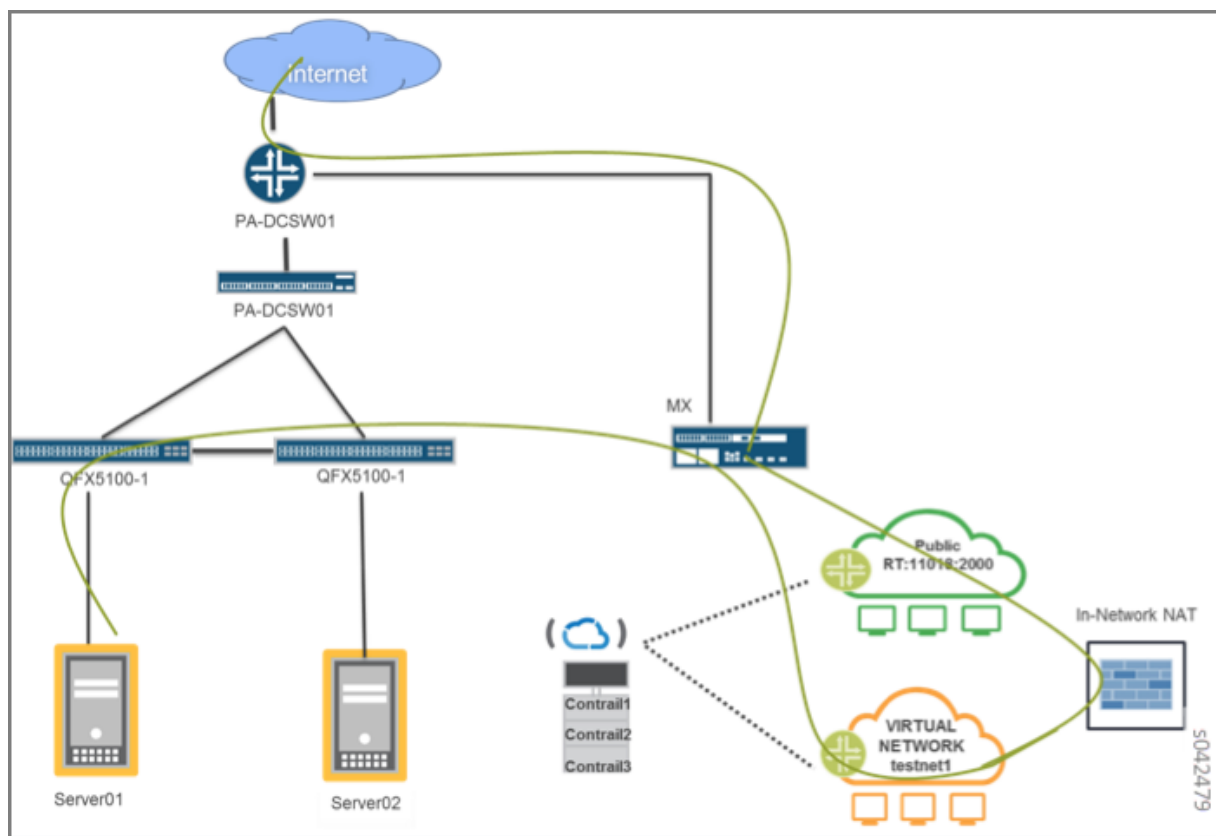 internet
PA-DCSW01
PA-DCSW01
MX
QFX5100-1
QFX5100-1
Public
RT:11018:2000
In-Network NAT
Contrail1
Contrail2
Contrail3
VIRTUAL
NETWORK
testnet1
Server01
Server02
s042479